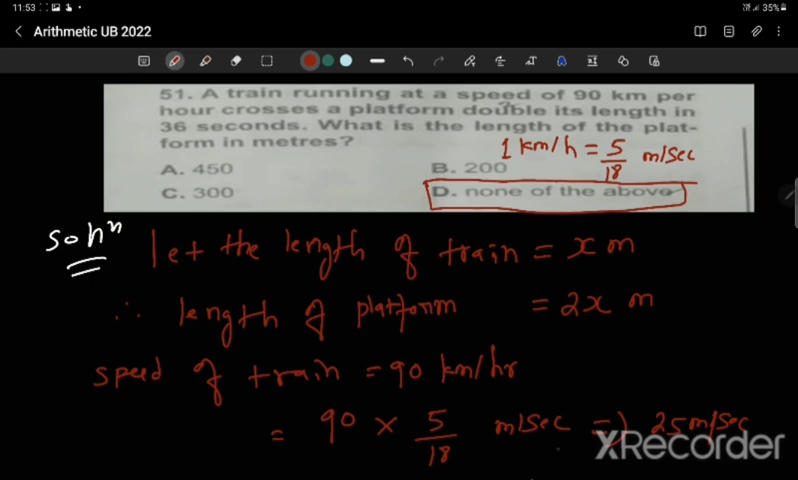 11:53
35%
Arithmetic UB 2022
51. A train running at a speed of 90 km per
hour crosses a platform double its length in
36 seconds. What is the length of the plat-
form in metres?
1 km/h = 5/18 m/sec
A. 450
B. 200
C. 300
D. none of the above
Solⁿ
let the length of train = x m
∴ length of platform = 2x m
speed of train = 90 km/hr
= 90 × 5/18 m/sec ⇒ 25 m/sec
XRecorder